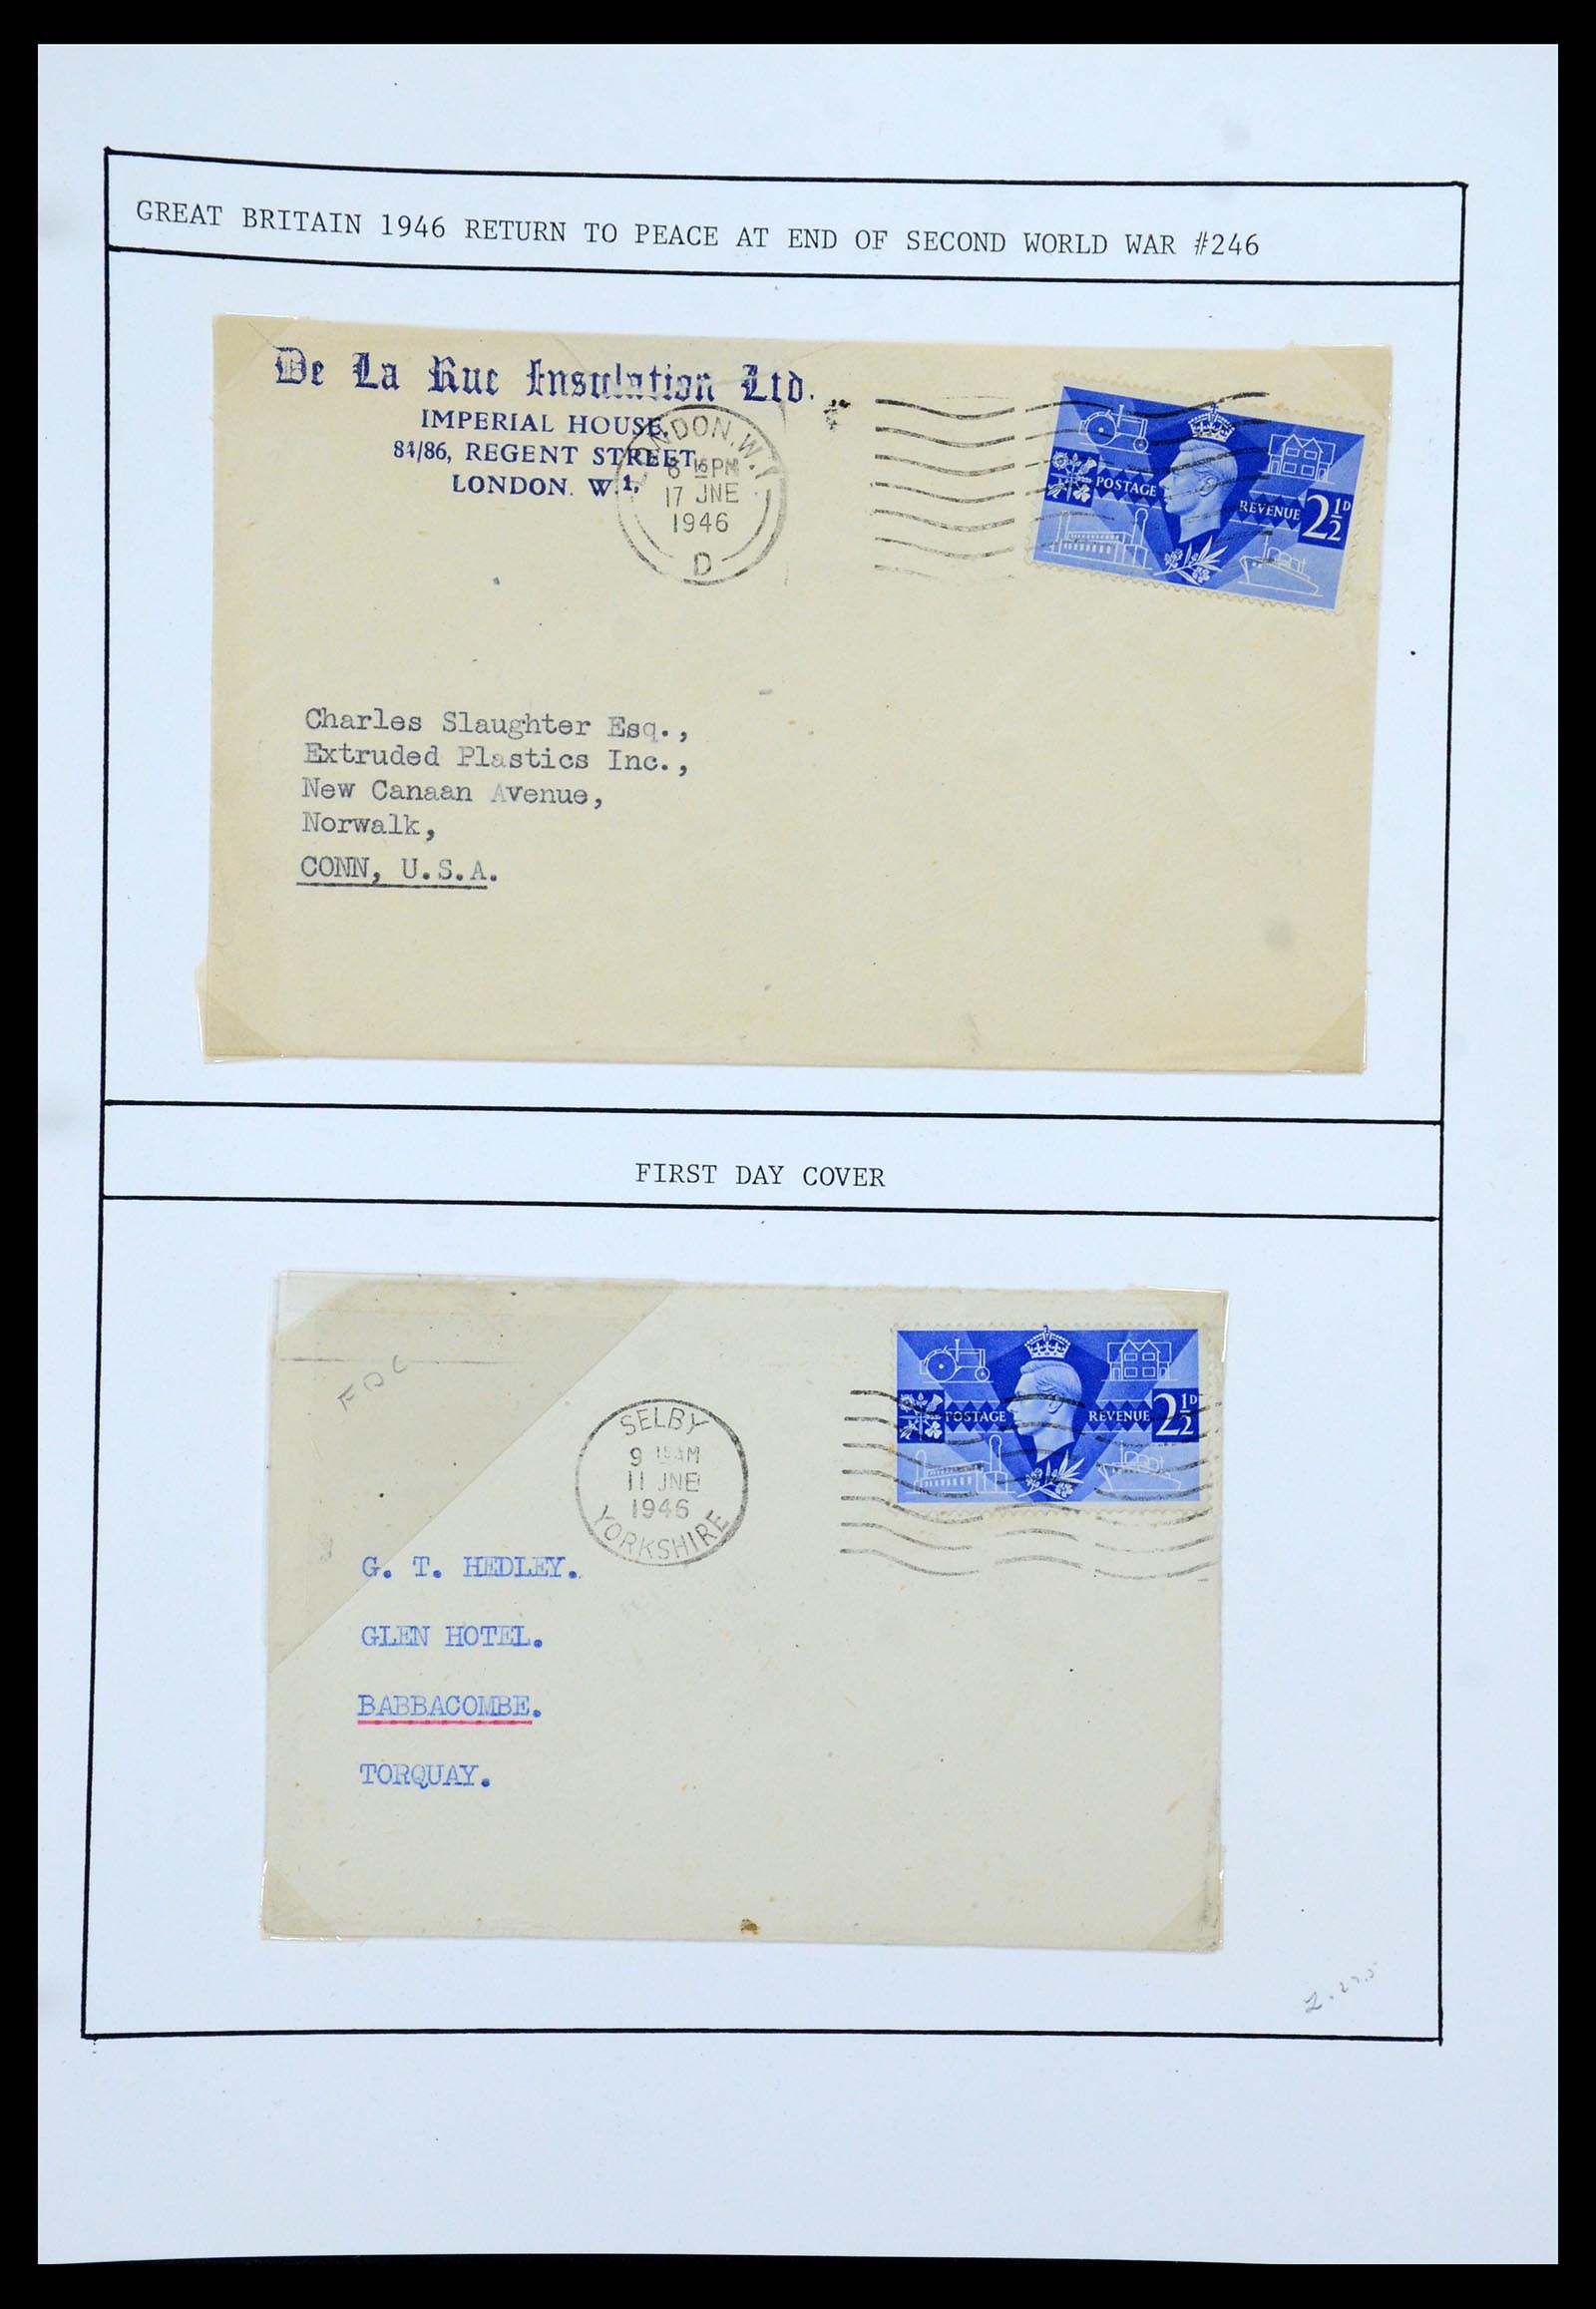 GREAT BRITAIN 1946 RETURN TO PEACE AT END OF SECOND WORLD WAR #246
De La Rue Insulation Ltd.
IMPERIAL HOUSE,
84/86, REGENT STREET,
LONDON. W.1.
LONDON. W.1
6 15 PM
17 JNE
1946
D
POSTAGE
REVENUE
2½D
Charles Slaughter Esq.,
Extruded Plastics Inc.,
New Canaan Avenue,
Norwalk,
CONN, U.S.A.
FIRST DAY COVER
FDC
SELBY
9 15 AM
11 JNE
1946
YORKSHIRE
POSTAGE
REVENUE
2½D
G. T. HEDLEY.
GLEN HOTEL.
BABBACOMBE.
TORQUAY.